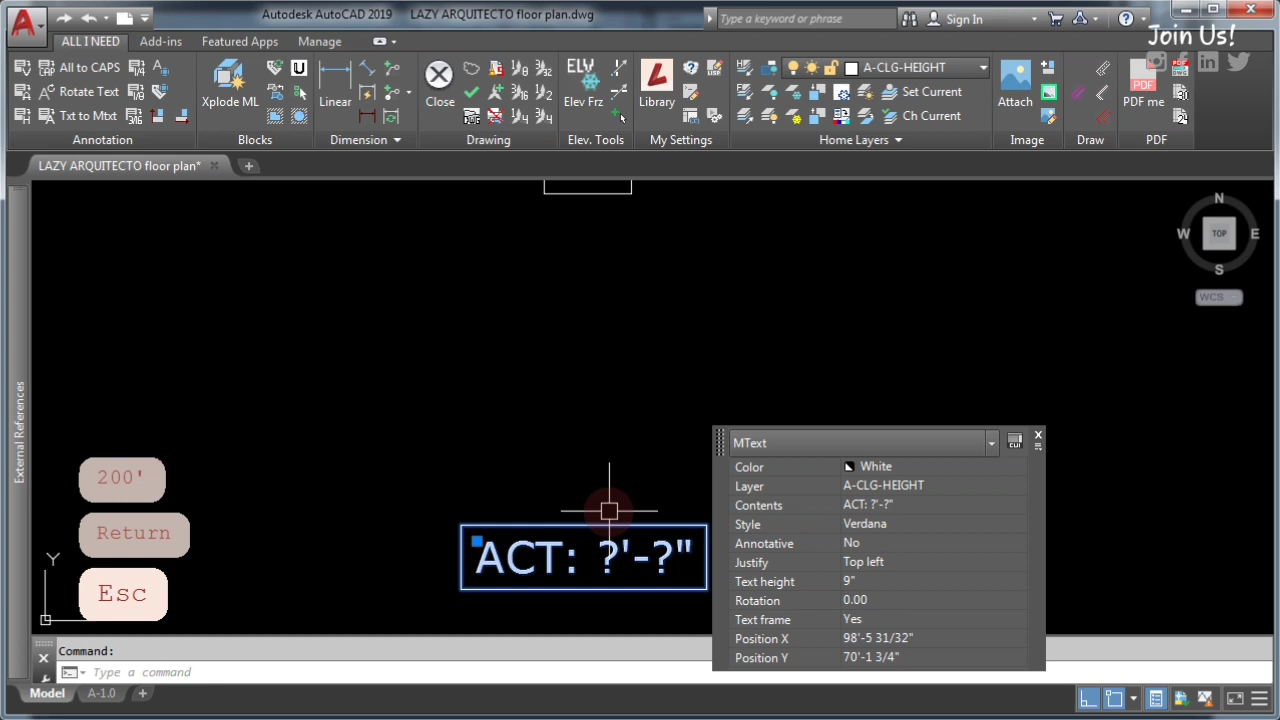 Autodesk AutoCAD 2019 LAZY ARQUITECTO floor plan.dwg
Type a keyword or phrase
Sign In
Join Us!
ALL I NEED Add-ins Featured Apps Manage
All to CAPS
Rotate Text
Txt to Mtxt
Annotation
Xplode ML
Blocks
Linear
Dimension
Close
Drawing
ELV
Elev Frz
Elev. Tools
Library
My Settings
A-CLG-HEIGHT
Set Current
Ch Current
Home Layers
Attach
Image
Draw
PDF
PDF me
PDF
LAZY ARQUITECTO floor plan*
N
W TOP E
S
WCS
External References
200'
Return
Esc
Y
ACT: ?'-?"
MText
CUI
Color White
Layer A-CLG-HEIGHT
Contents ACT: ?'-?"
Style Verdana
Annotative No
Justify Top left
Text height 9"
Rotation 0.00
Text frame Yes
Position X 98'-5 31/32"
Position Y 70'-1 3/4"
Command:
Type a command
Model A-1.0